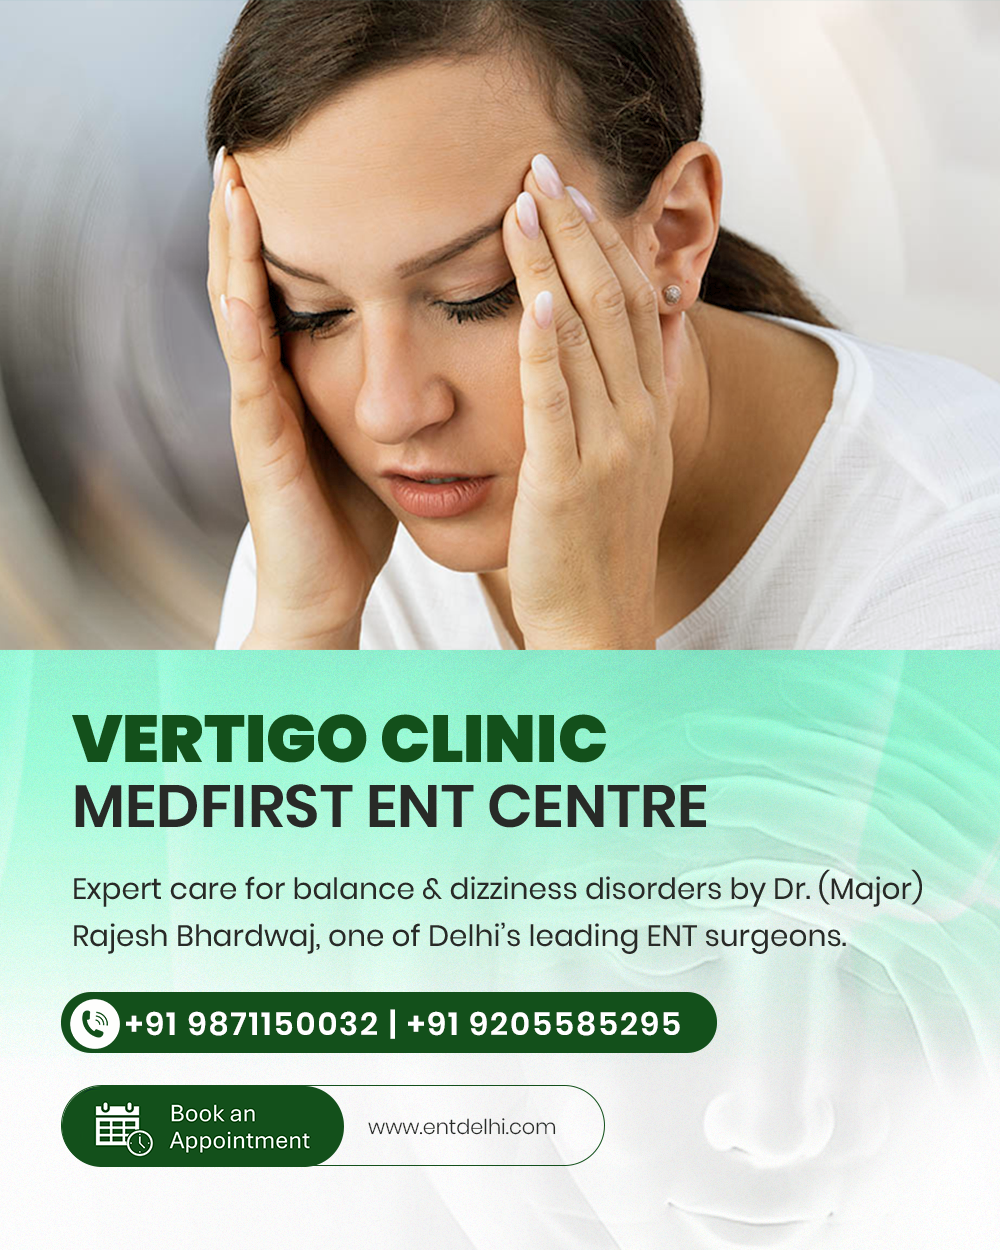 VERTIGO CLINIC
MEDFIRST ENT CENTRE
Expert care for balance & dizziness disorders by Dr. (Major)
Rajesh Bhardwaj, one of Delhi’s leading ENT surgeons.
+91 9871150032 | +91 9205585295
Book an
Appointment
www.entdelhi.com